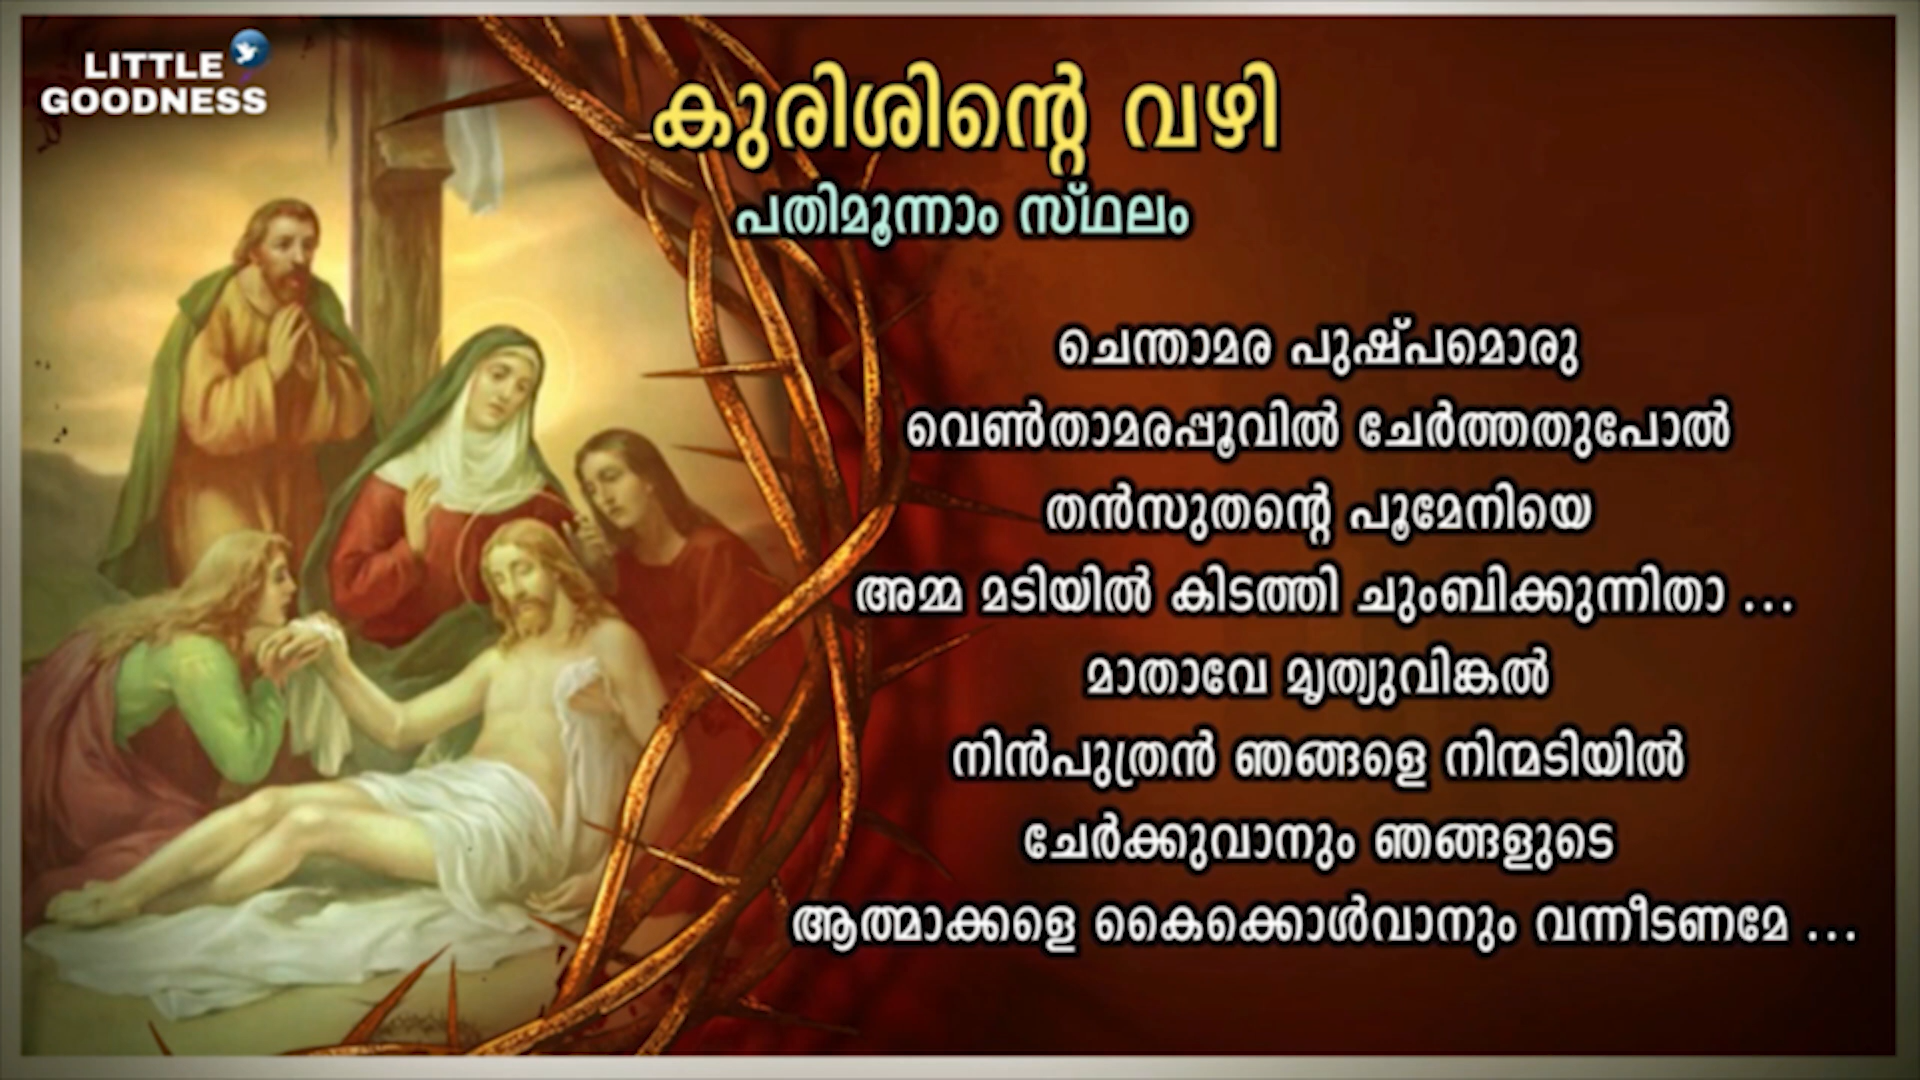 LITTLE
GOODNESS
കുരിശിന്റെ വഴി
പതിമൂന്നാം സ്ഥലം
ചെന്താമര പുഷ്പമൊരു
വെൺതാമരപ്പൂവിൽ ചേർത്തതുപോൽ
തൻസുതന്റെ പൂമേനിയെ
അമ്മ മടിയിൽ കിടത്തി ചുംബിക്കുന്നിതാ ...
മാതാവേ മൃത്യുവിങ്കൽ
നിൻപുത്രൻ ഞങ്ങളെ നിന്മടിയിൽ
ചേർക്കുവാനും ഞങ്ങളുടെ
ആത്മാക്കളെ കൈക്കൊൾവാനും വന്നീടണമേ ...